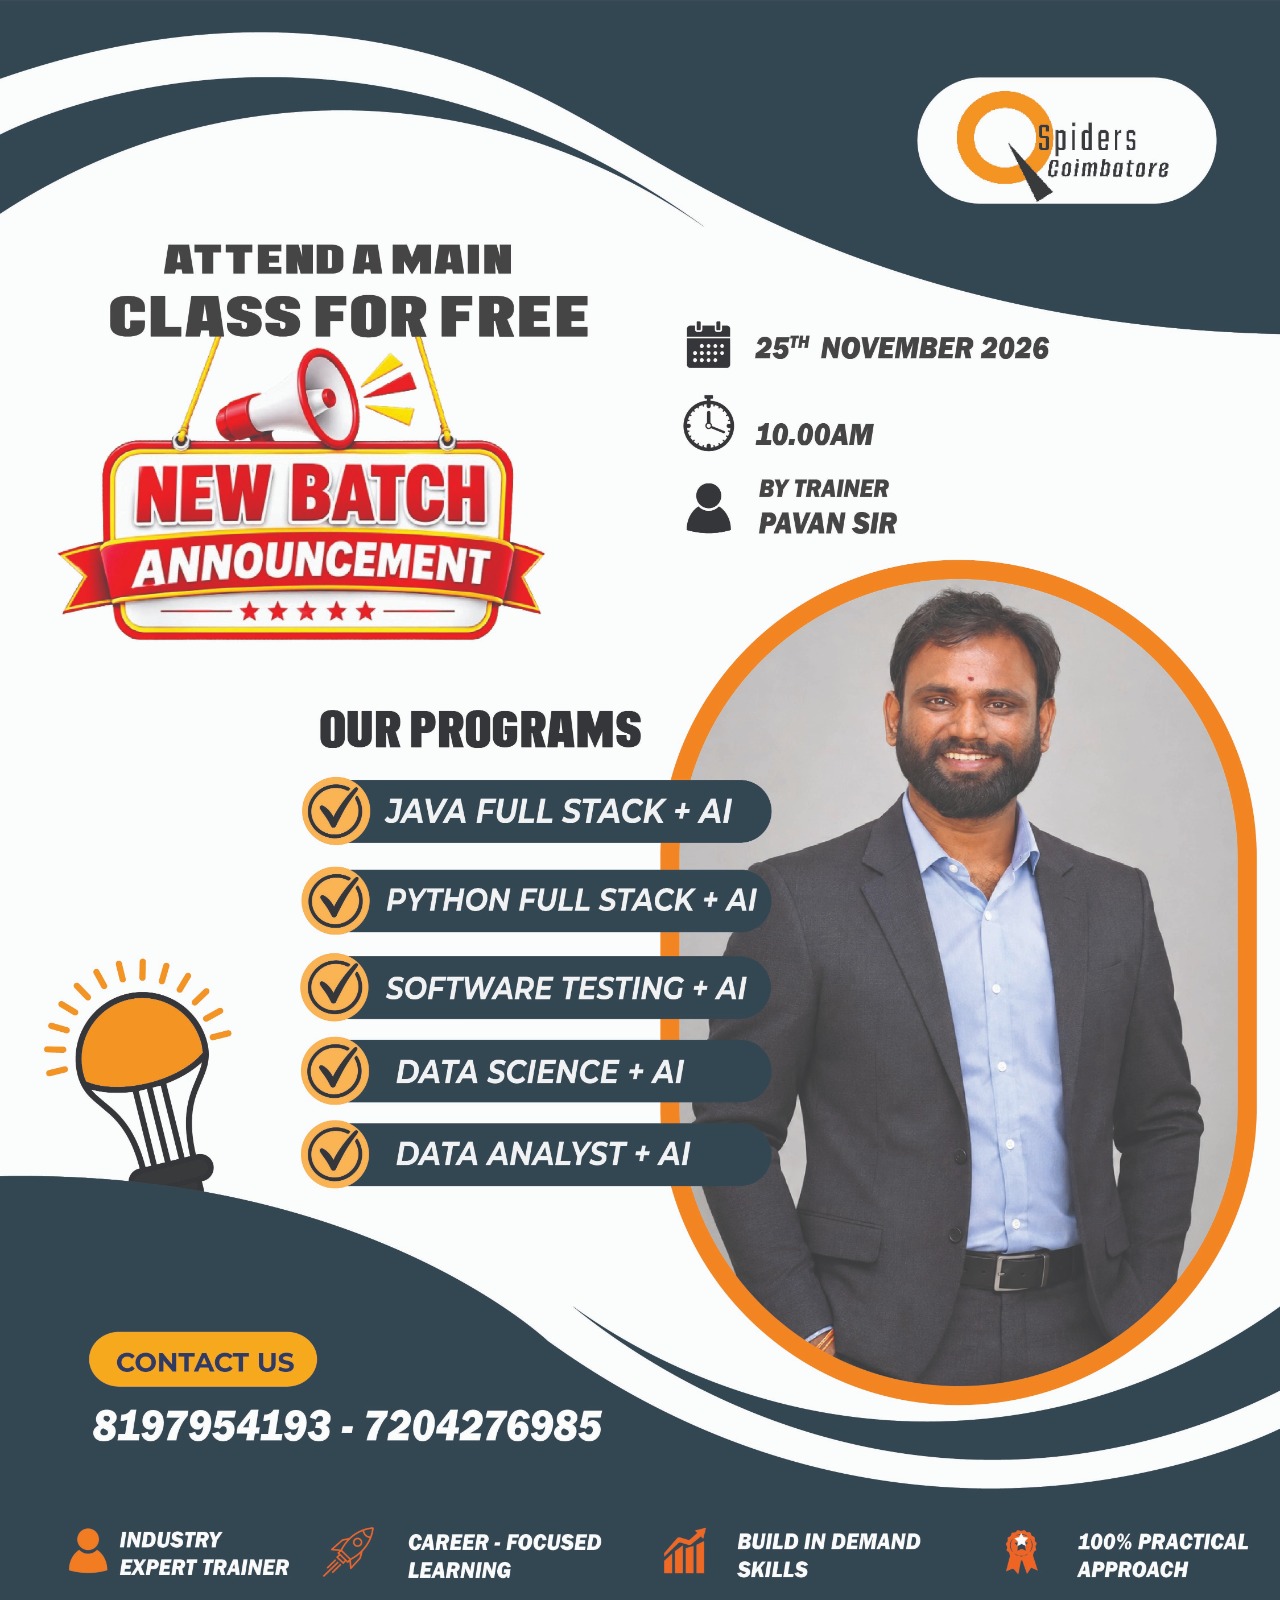 Spiders
Coimbatore
ATTEND A MAIN
CLASS FOR FREE
25TH NOVEMBER 2026
10.00AM
BY TRAINER
PAVAN SIR
NEW BATCH
ANNOUNCEMENT
OUR PROGRAMS
JAVA FULL STACK + AI
PYTHON FULL STACK + AI
SOFTWARE TESTING + AI
DATA SCIENCE + AI
DATA ANALYST + AI
CONTACT US
8197954193 - 7204276985
INDUSTRY
EXPERT TRAINER
CAREER - FOCUSED
LEARNING
BUILD IN DEMAND
SKILLS
100% PRACTICAL
APPROACH